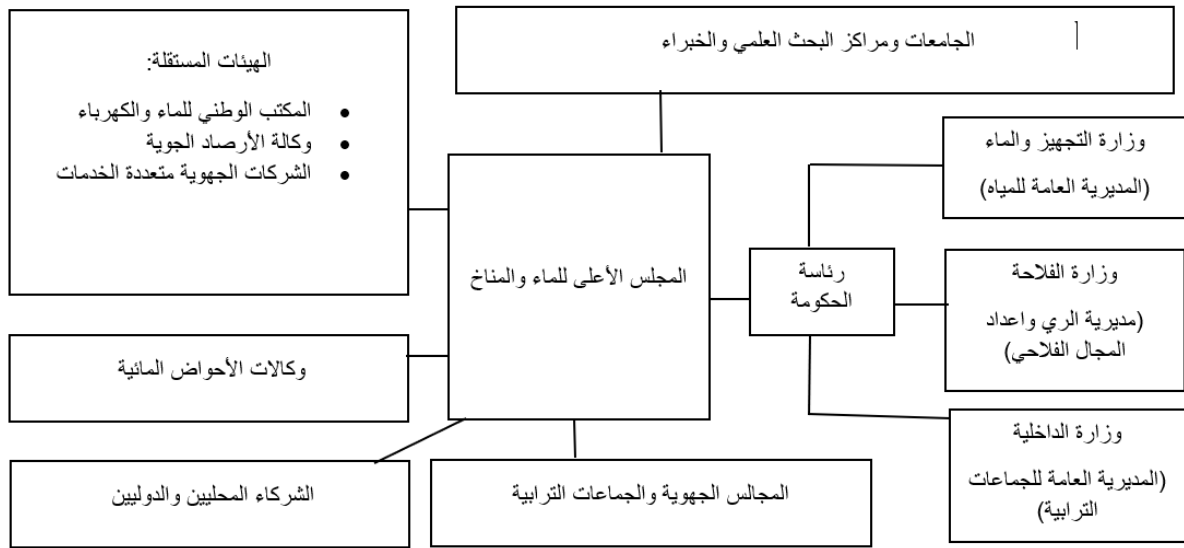 الجامعات ومراكز البحث العلمي والخبراء
الهيئات المستقلة:
• المكتب الوطني للماء والكهرباء
• وكالة الأرصاد الجوية
• الشركات الجهوية متعددة الخدمات
وزارة التجهيز والماء
(المديرية العامة للمياه)
المجلس الأعلى للماء والمناخ
رئاسة
الحكومة
وزارة الفلاحة
(مديرية الري واعداد
المجال الفلاحي)
وكالات الأحواض المائية
وزارة الداخلية
(المديرية العامة للجماعات
الترابية)
المجالس الجهوية والجماعات الترابية
الشركاء المحليين والدوليين